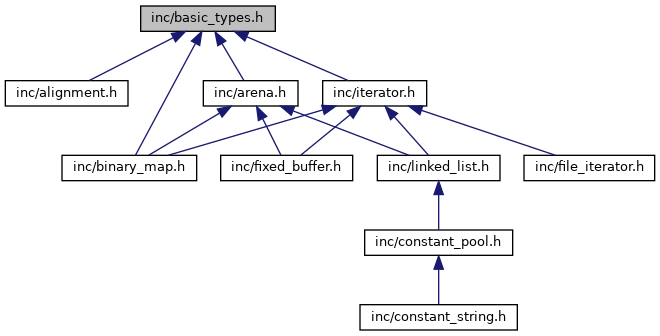 inc/basic_types.h
inc/alignment.h
inc/arena.h
inc/iterator.h
inc/binary_map.h
inc/fixed_buffer.h
inc/linked_list.h
inc/file_iterator.h
inc/constant_pool.h
inc/constant_string.h